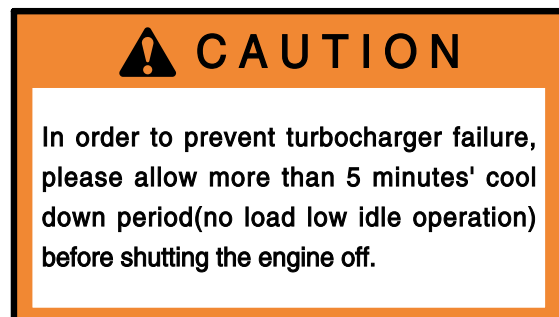 CAUTION
In order to prevent turbocharger failure,
please allow more than 5 minutes' cool
down period(no load low idle operation)
before shutting the engine off.